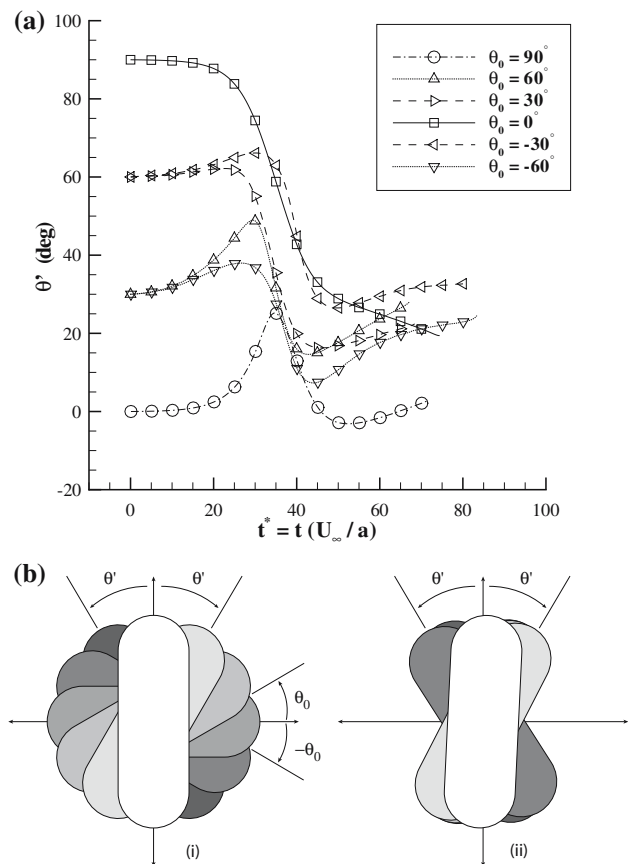 (a)
100
80
60
40
20
0
-20
θ' (deg)
0
20
40
60
80
100
t* = t (U∞ / a)
θ0 = 90°
θ0 = 60°
θ0 = 30°
θ0 = 0°
θ0 = -30°
θ0 = -60°
(b)
θ'
θ'
θ0
−θ0
(i)
θ'
θ'
(ii)